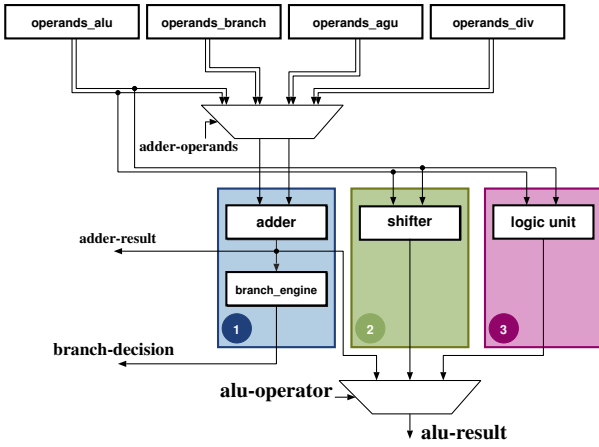 operands_alu
operands_branch
operands_agu
operands_div
adder-operands
adder
shifter
logic unit
adder-result
branch_engine
1
2
3
branch-decision
alu-operator
alu-result